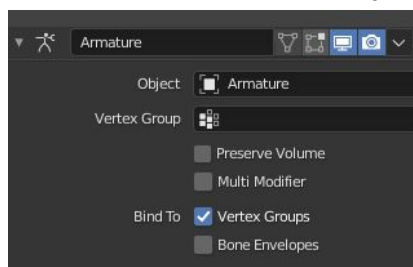 Armature
Object Armature
Vertex Group
Preserve Volume
Multi Modifier
Bind To Vertex Groups
Bone Envelopes